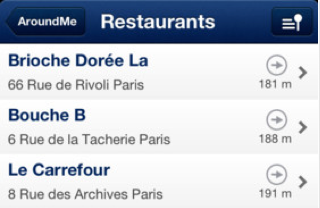 AroundMe Restaurants
Brioche Dorée La
66 Rue de Rivoli Paris 181 m
Bouche B
6 Rue de la Tacherie Paris 188 m
Le Carrefour
8 Rue des Archives Paris 191 m